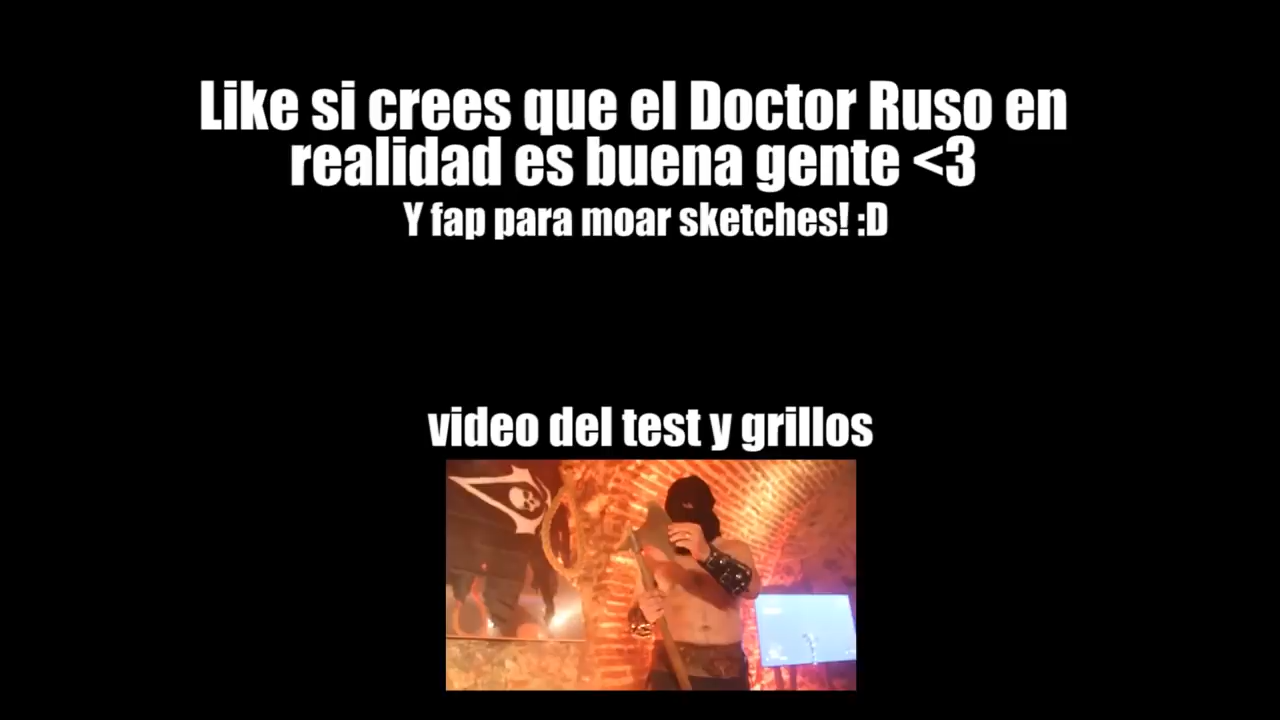 Like si crees que el Doctor Ruso en
realidad es buena gente <3
Y fap para moar sketches! :D
video del test y grillos